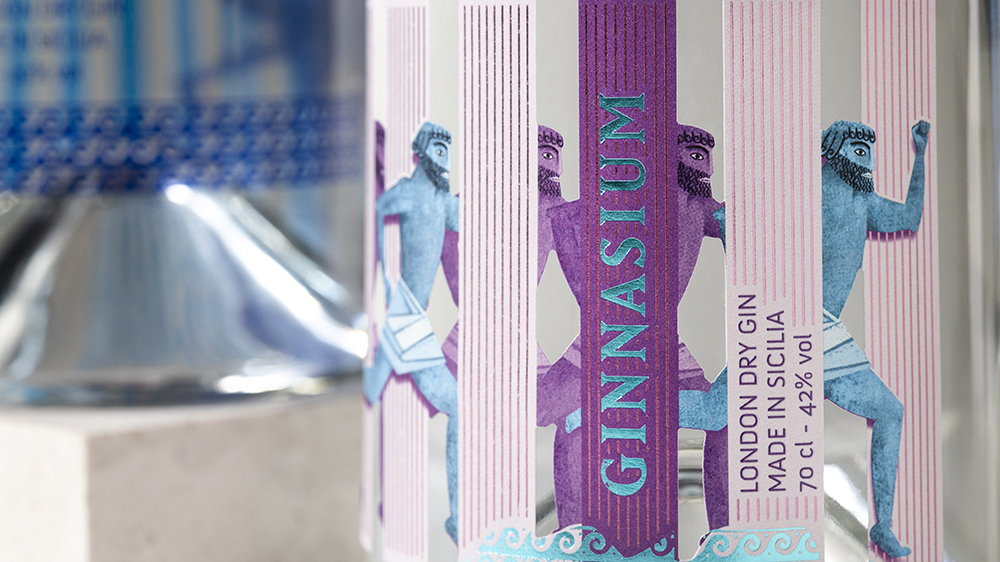 GINNASIUM
LONDON DRY GIN
MADE IN SICILIA
70 cl - 42% vol